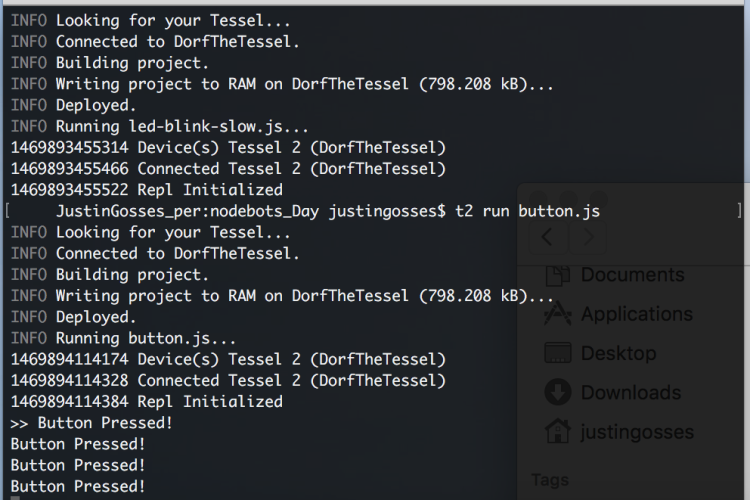 INFO Looking for your Tessel...
INFO Connected to DorfTheTessel.
INFO Building project.
INFO Writing project to RAM on DorfTheTessel (798.208 kB)...
INFO Deployed.
INFO Running led-blink-slow.js...
1469893455314 Device(s) Tessel 2 (DorfTheTessel)
1469893455466 Connected Tessel 2 (DorfTheTessel)
1469893455522 Repl Initialized
[ JustinGosses_per:nodebots_Day justingosses$ t2 run button.js ]
INFO Looking for your Tessel...
INFO Connected to DorfTheTessel.
INFO Building project.
INFO Writing project to RAM on DorfTheTessel (798.208 kB)...
INFO Deployed.
INFO Running button.js...
1469894114174 Device(s) Tessel 2 (DorfTheTessel)
1469894114328 Connected Tessel 2 (DorfTheTessel)
1469894114384 Repl Initialized
>> Button Pressed!
Button Pressed!
Button Pressed!
Button Pressed!
Documents
Applications
Desktop
Downloads
justingosses
Tags